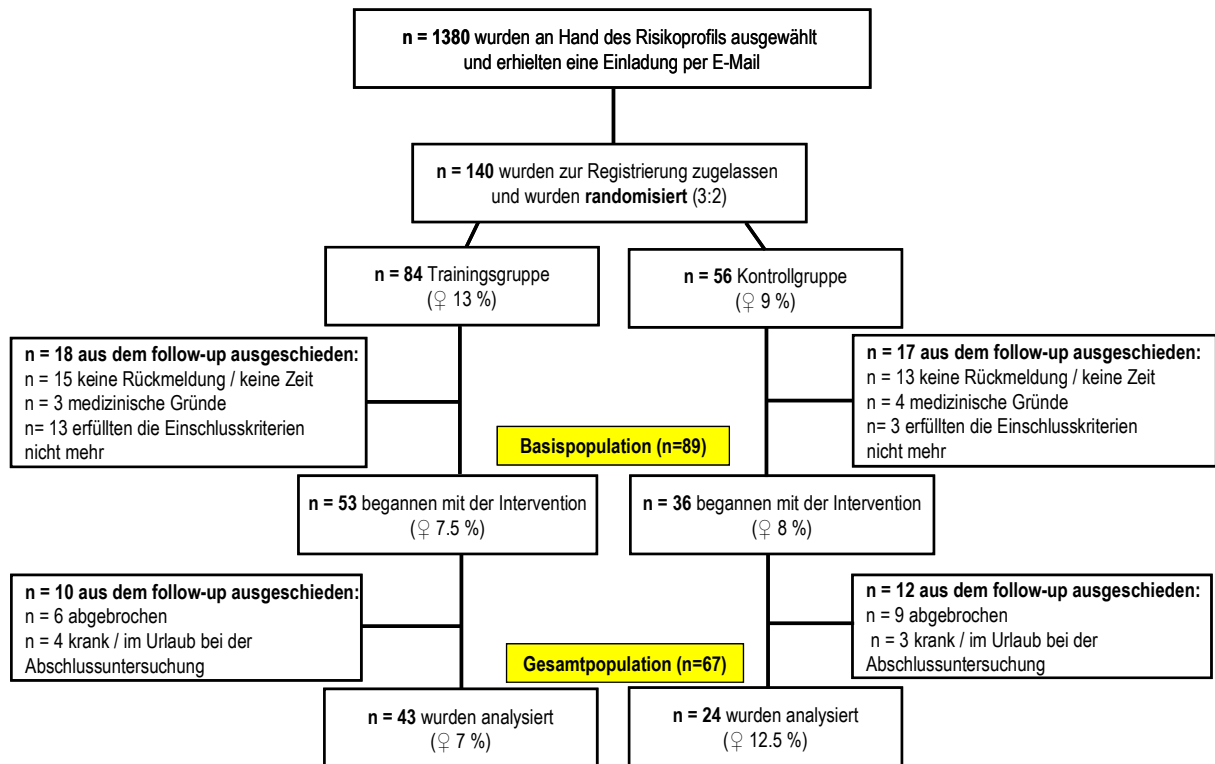 n = 1380 wurden an Hand des Risikoprofils ausgewählt
und erhielten eine Einladung per E-Mail
n = 140 wurden zur Registrierung zugelassen
und wurden randomisiert (3:2)
n = 84 Trainingsgruppe
(♀ 13 %)
n = 56 Kontrollgruppe
(♀ 9 %)
n = 18 aus dem follow-up ausgeschieden:
n = 15 keine Rückmeldung / keine Zeit
n = 3 medizinische Gründe
n= 13 erfüllten die Einschlusskriterien
nicht mehr
n = 17 aus dem follow-up ausgeschieden:
n = 13 keine Rückmeldung / keine Zeit
n = 4 medizinische Gründe
n= 3 erfüllten die Einschlusskriterien
nicht mehr
Basispopulation (n=89)
n = 53 begannen mit der Intervention
(♀ 7.5 %)
n = 36 begannen mit der Intervention
(♀ 8 %)
n = 10 aus dem follow-up ausgeschieden:
n = 6 abgebrochen
n = 4 krank / im Urlaub bei der
Abschlussuntersuchung
n = 12 aus dem follow-up ausgeschieden:
n = 9 abgebrochen
n = 3 krank / im Urlaub bei der
Abschlussuntersuchung
Gesamtpopulation (n=67)
n = 43 wurden analysiert
(♀ 7 %)
n = 24 wurden analysiert
(♀ 12.5 %)